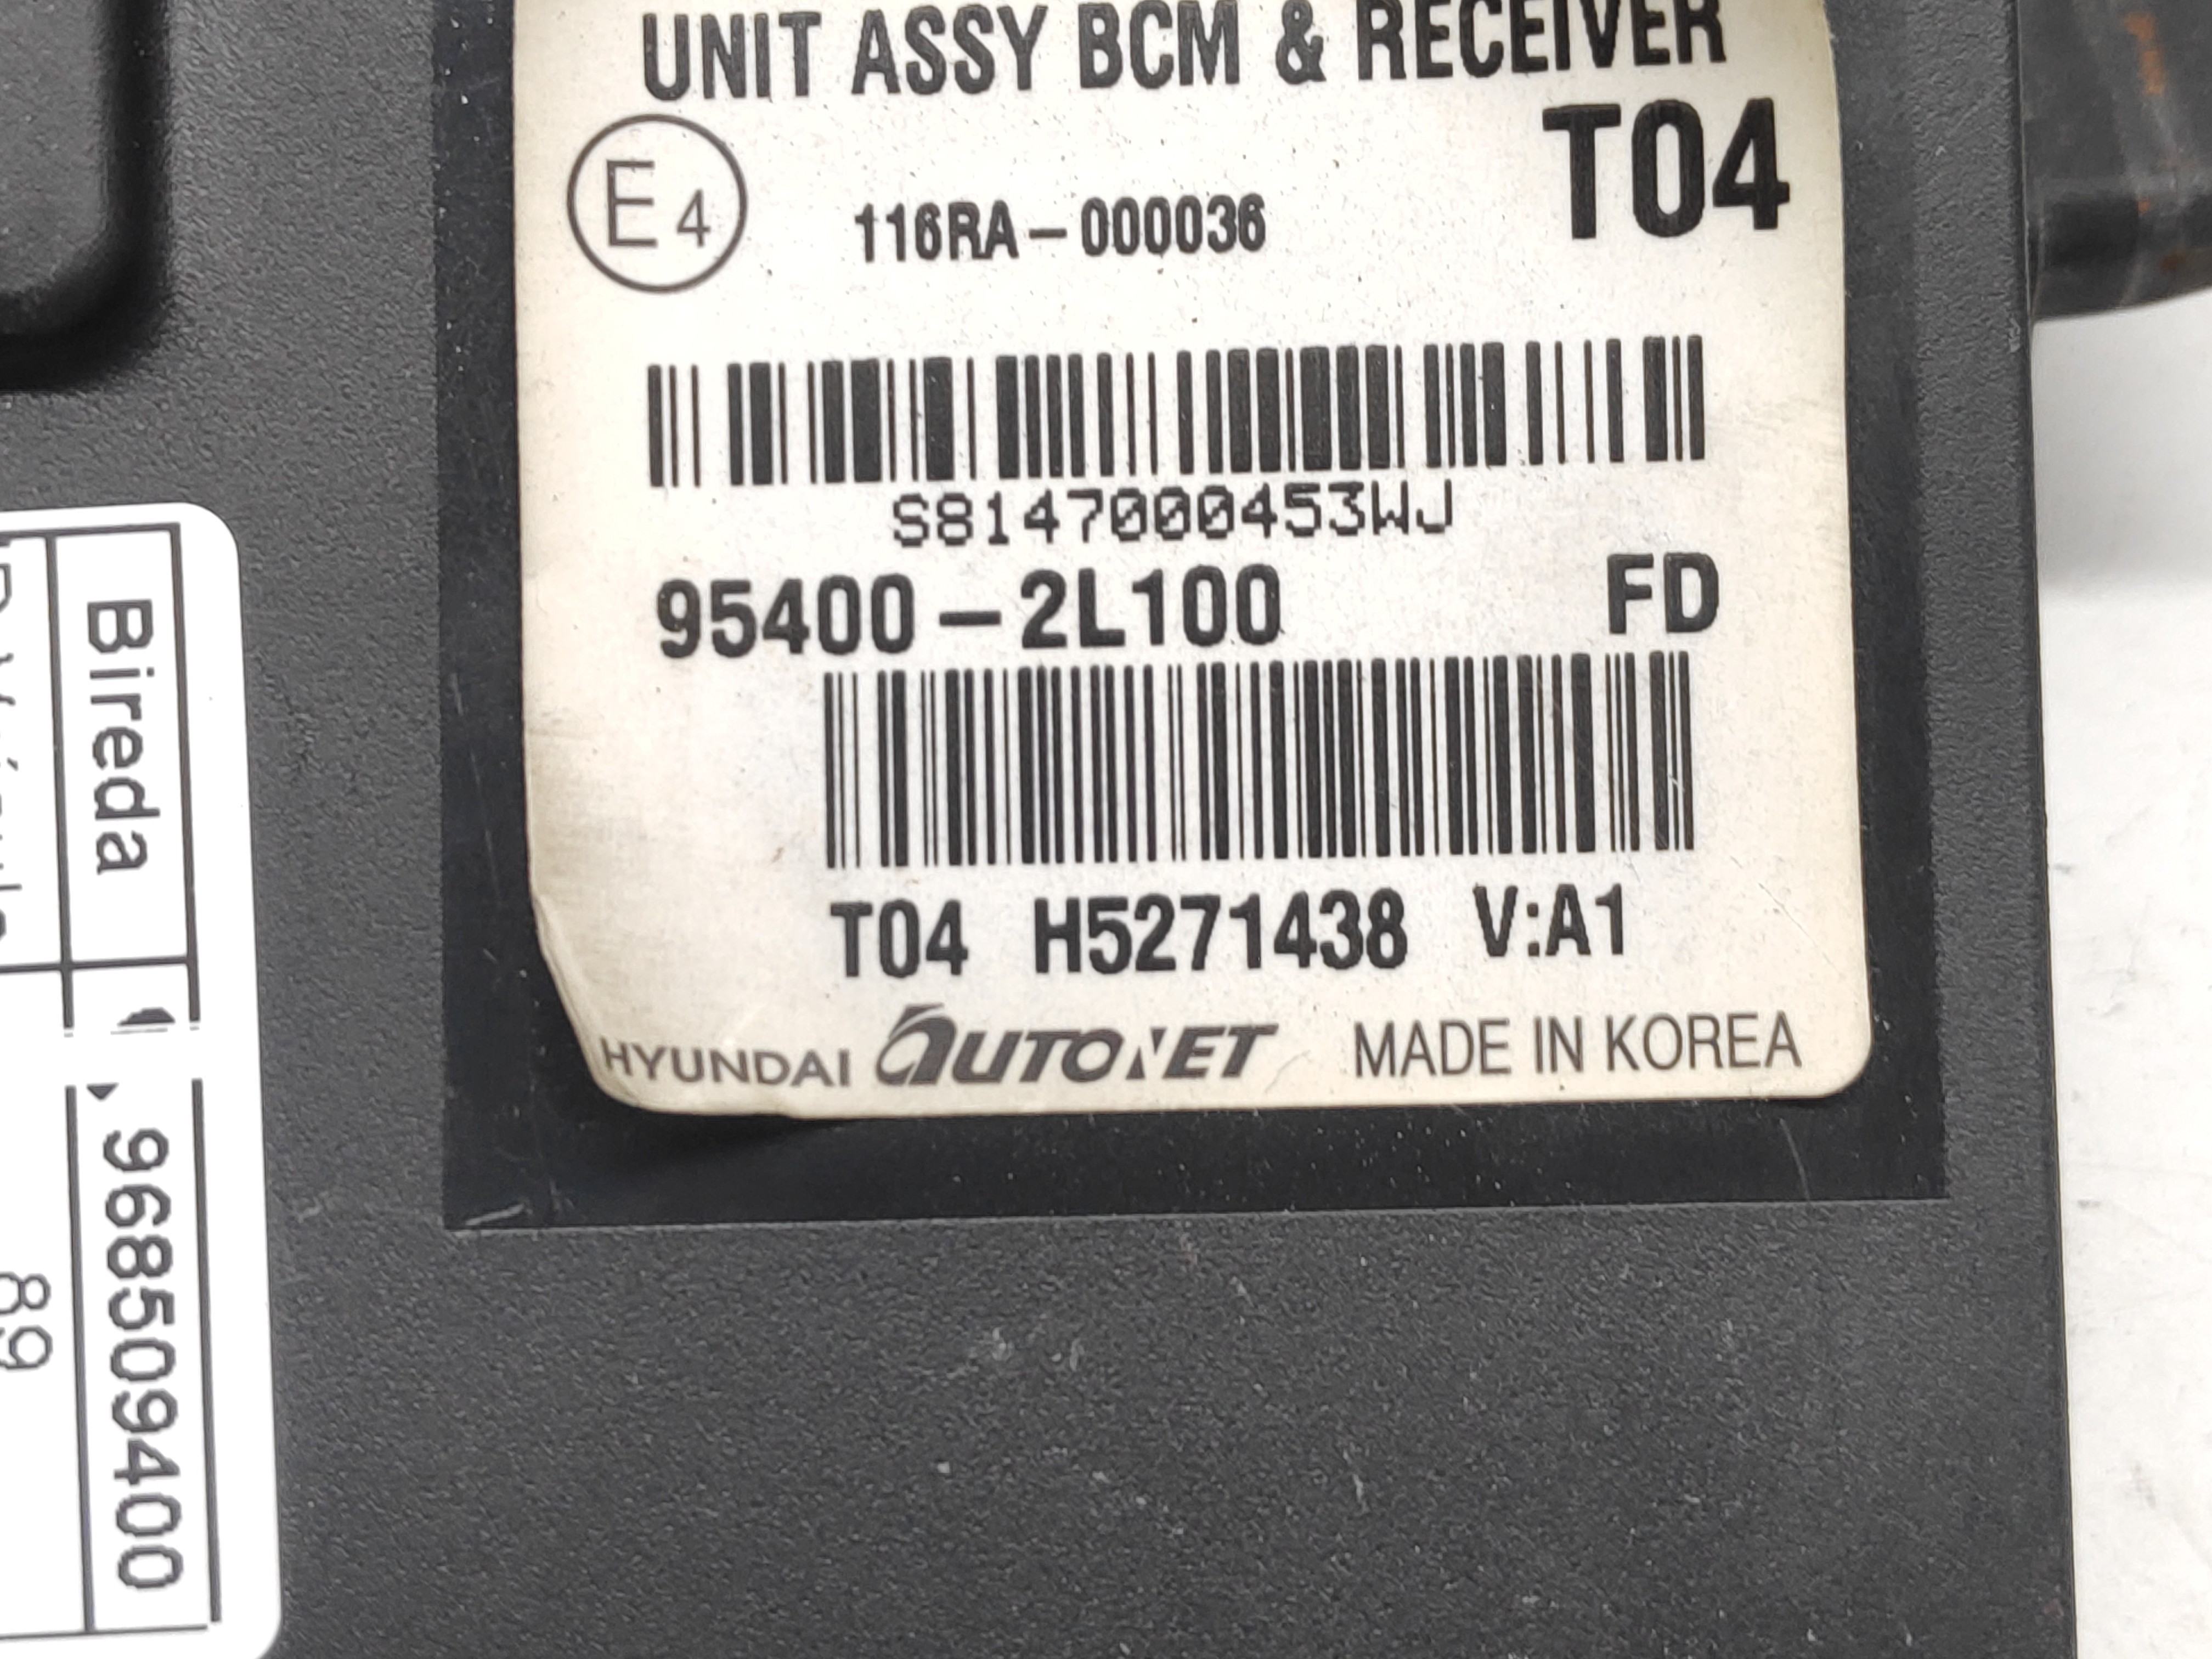 UNIT ASSY BCM & RECEIVER
T04
E4
116RA-000036
S8147000453WJ
95400-2L100 FD
T04 H5271438 V:A1
HYUNDAI AUTONET MADE IN KOREA
Bireda
968509400
89